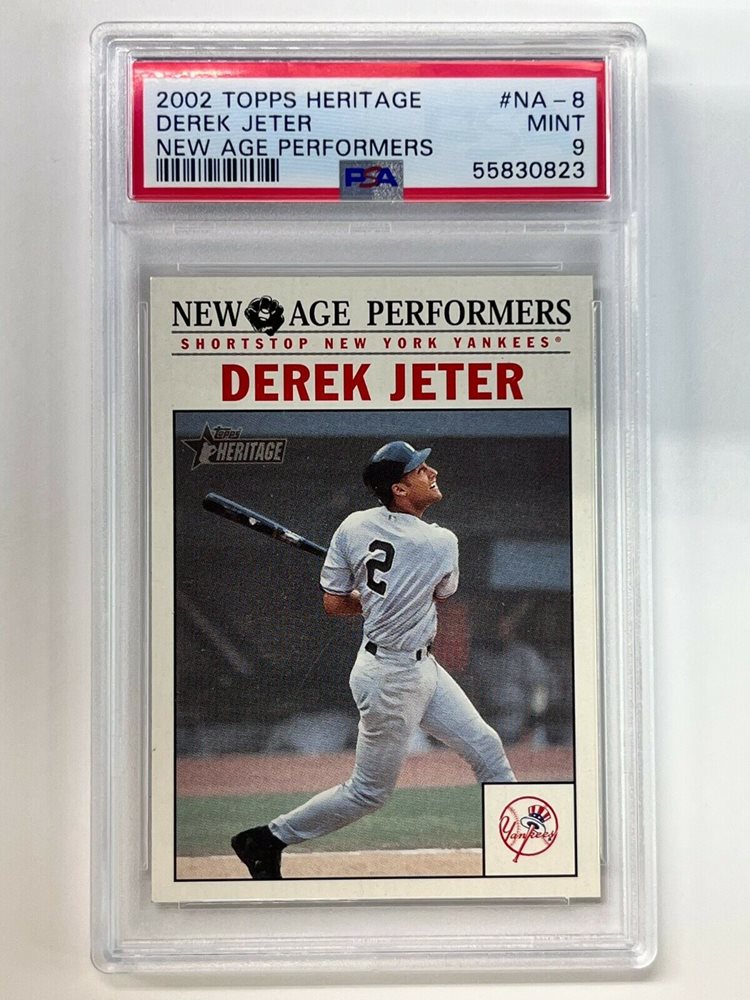 2002 TOPPS HERITAGE #NA-8
DEREK JETER MINT
NEW AGE PERFORMERS 9
PSA 55830823
NEW AGE PERFORMERS
SHORTSTOP NEW YORK YANKEES®
DEREK JETER
Topps
HERITAGE
2
Yankees